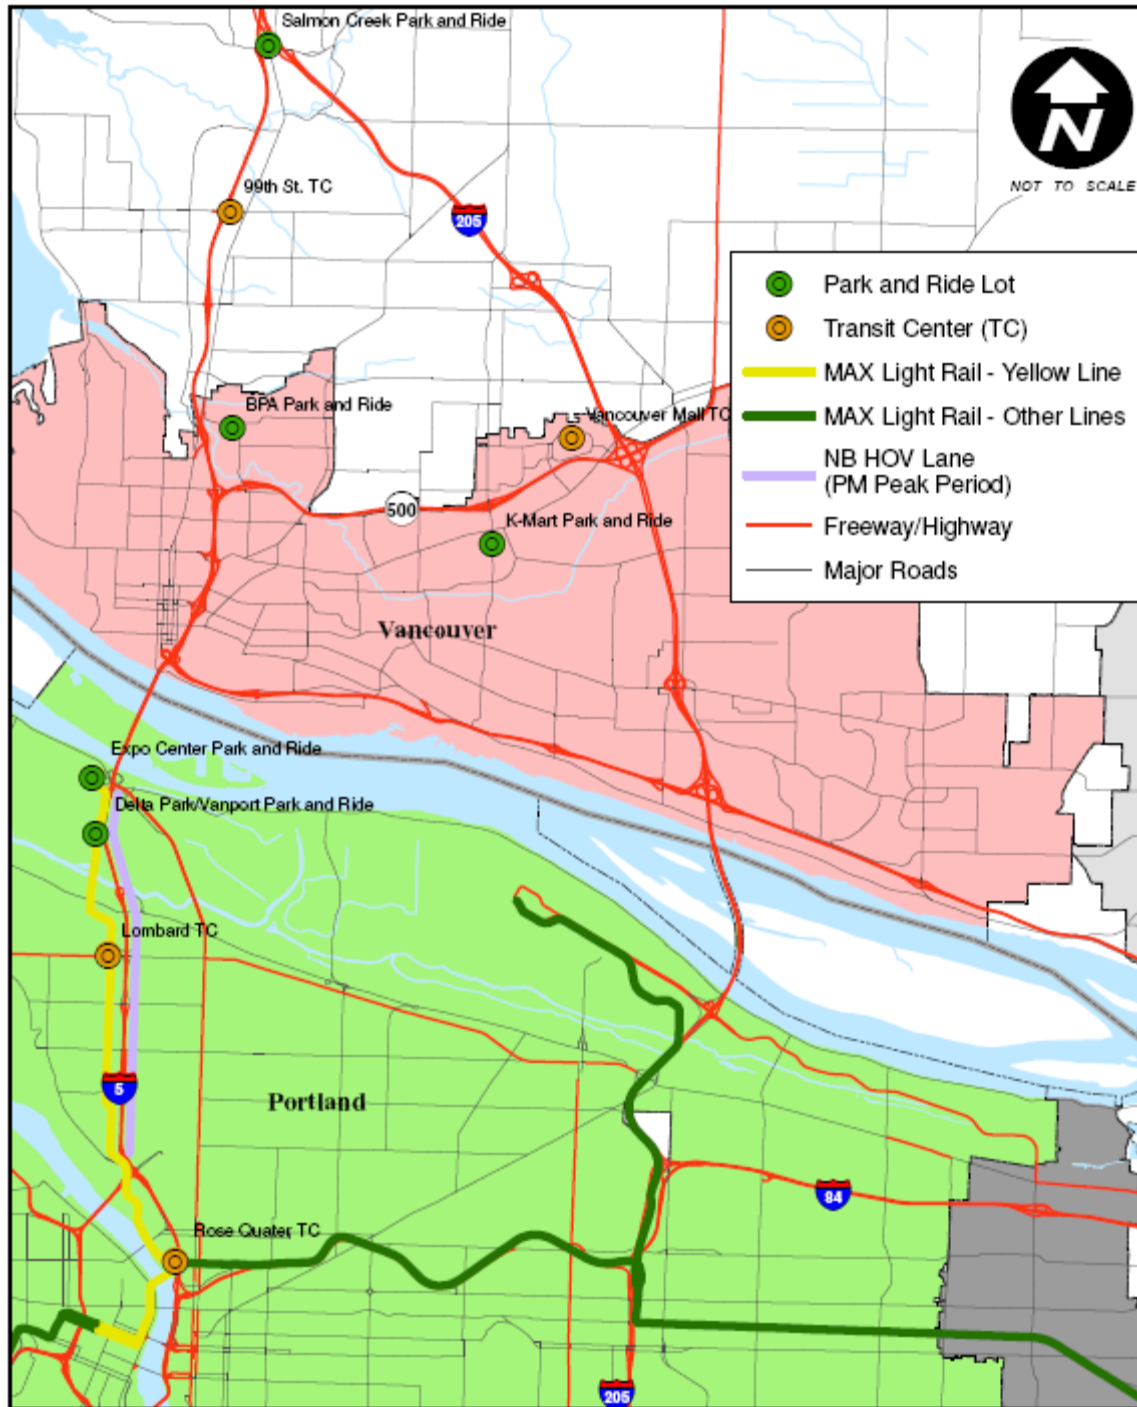 Salmon Creek Park and Ride
N
NOT TO SCALE
99th St. TC
205
Park and Ride Lot
Transit Center (TC)
MAX Light Rail - Yellow Line
MAX Light Rail - Other Lines
NB HOV Lane
(PM Peak Period)
Freeway/Highway
Major Roads
BPA Park and Ride
Vancouver Mall TC
500
K-Mart Park and Ride
Vancouver
Expo Center Park and Ride
Delta Park/Vanport Park and Ride
Lombard TC
5
Portland
84
Rose Quater TC
205